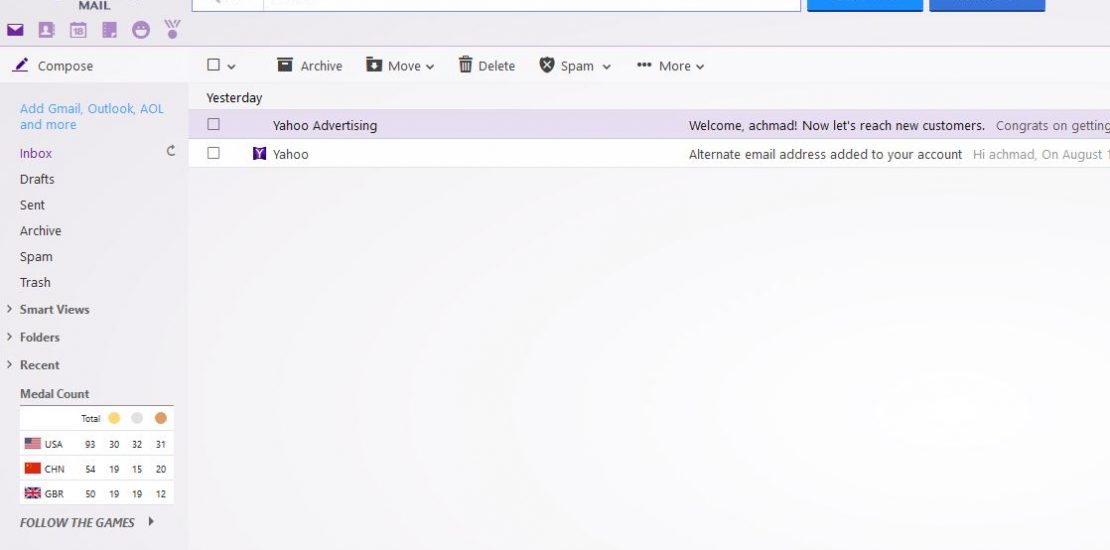 MAIL
18
Compose
Archive Move Delete Spam More
Yesterday
Add Gmail, Outlook, AOL
and more
Yahoo Advertising Welcome, achmad! Now let's reach new customers. Congrats on getting
Y Yahoo Alternate email address added to your account Hi achmad, On August 1
Inbox
Drafts
Sent
Archive
Spam
Trash
Smart Views
Folders
Recent
Medal Count
Total
USA 93 30 32 31
CHN 54 19 15 20
GBR 50 19 19 12
FOLLOW THE GAMES